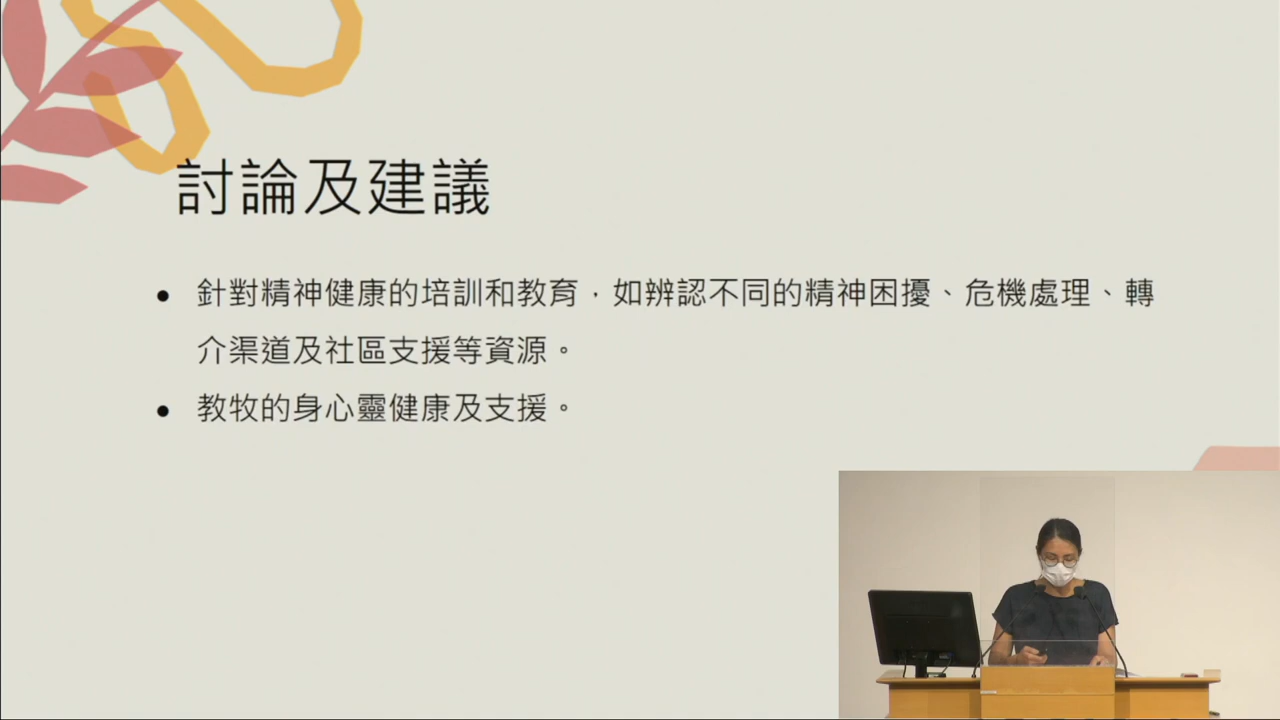 討論及建議
針對精神健康的培訓和教育，如辨認不同的精神困擾、危機處理、轉
介渠道及社區支援等資源。
教牧的身心靈健康及支援。